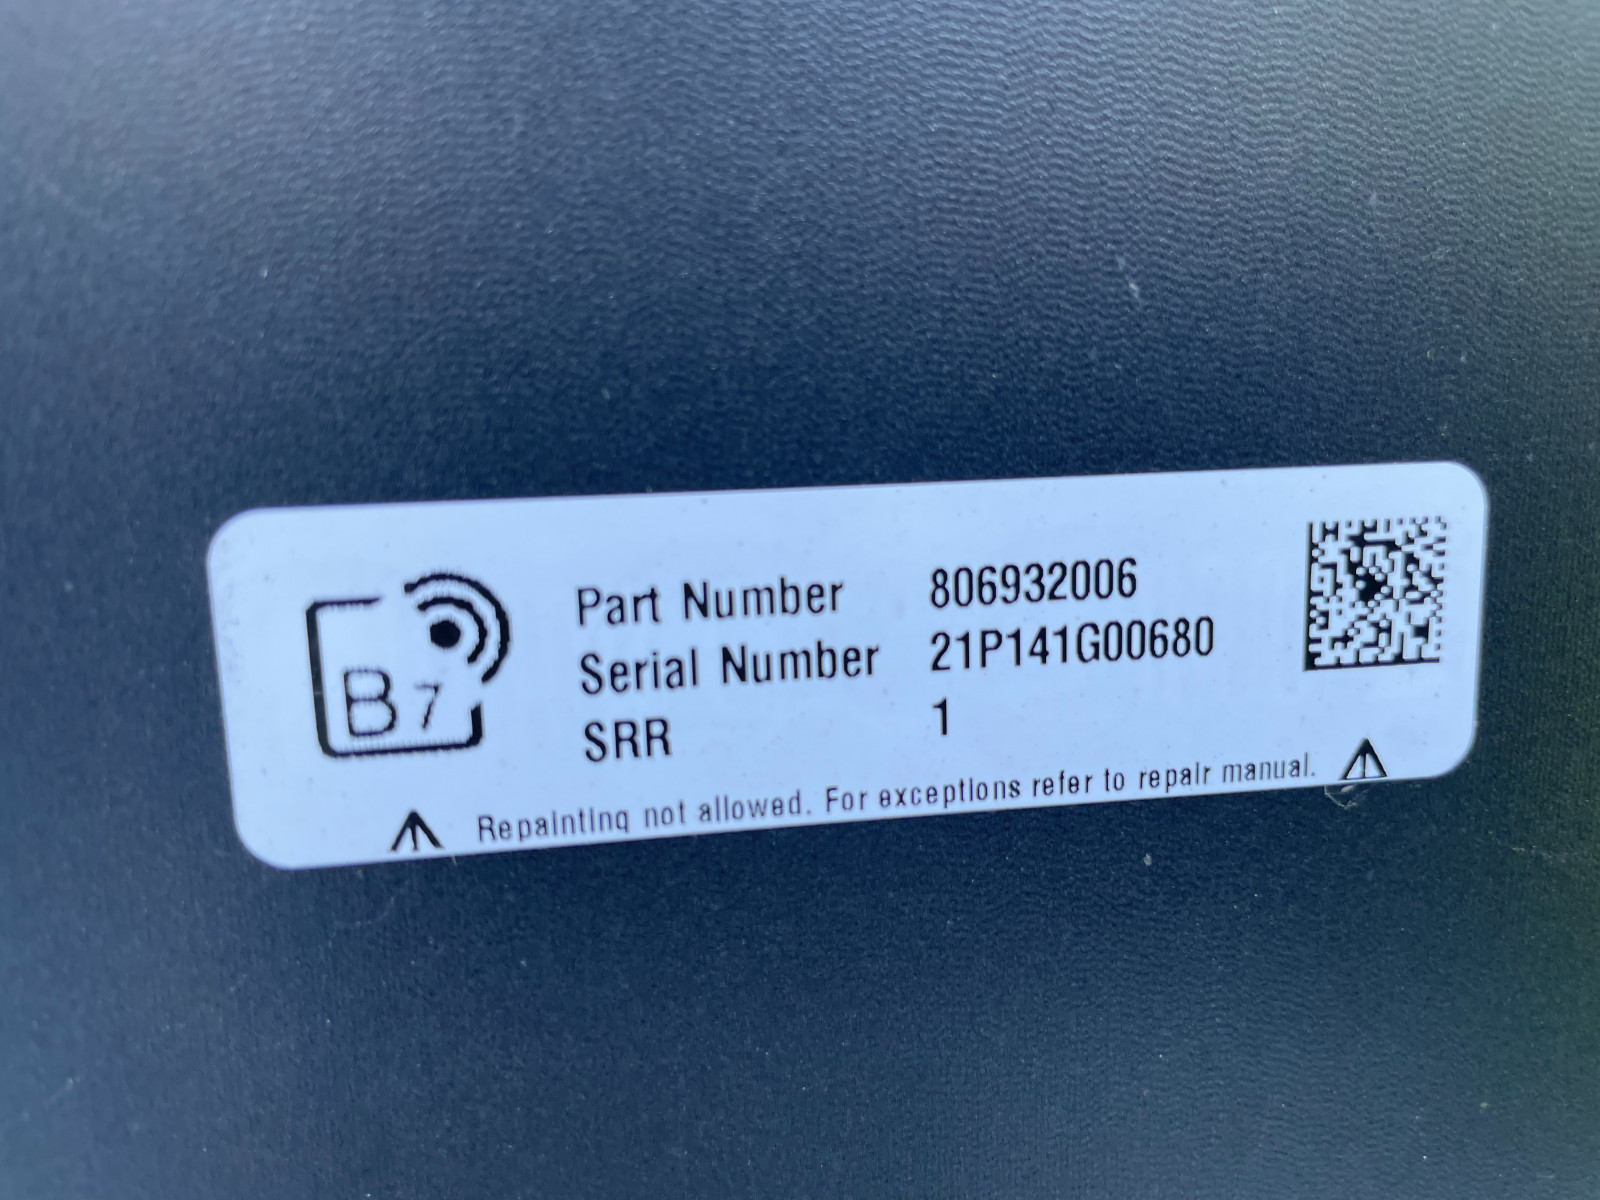 B7
Part Number 806932006
Serial Number 21P141G00680
SRR 1
Repainting not allowed. For exceptions refer to repair manual.